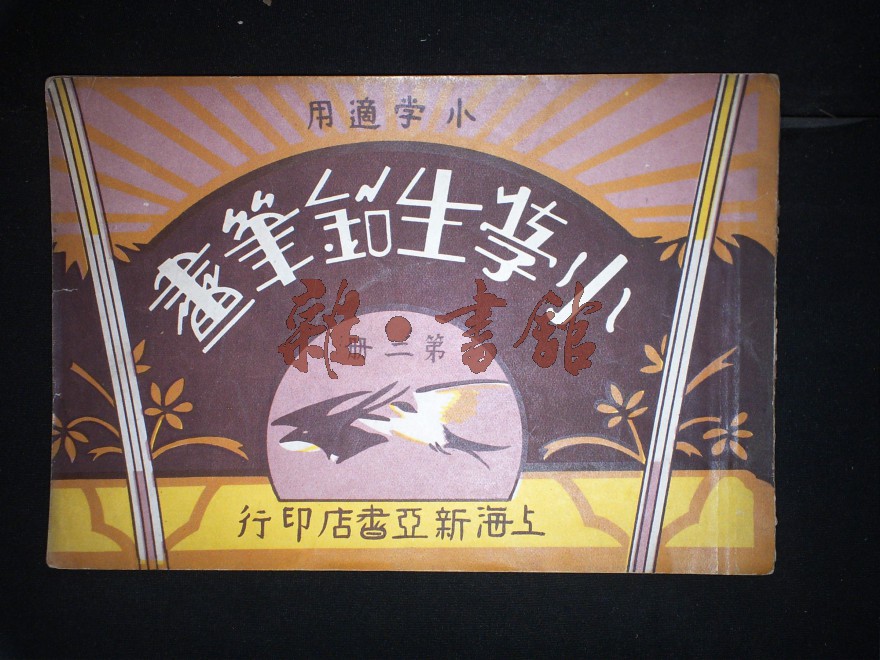 小学適用
小學生鉛筆畫
第二册
雜·書館
上海新亞書店印行